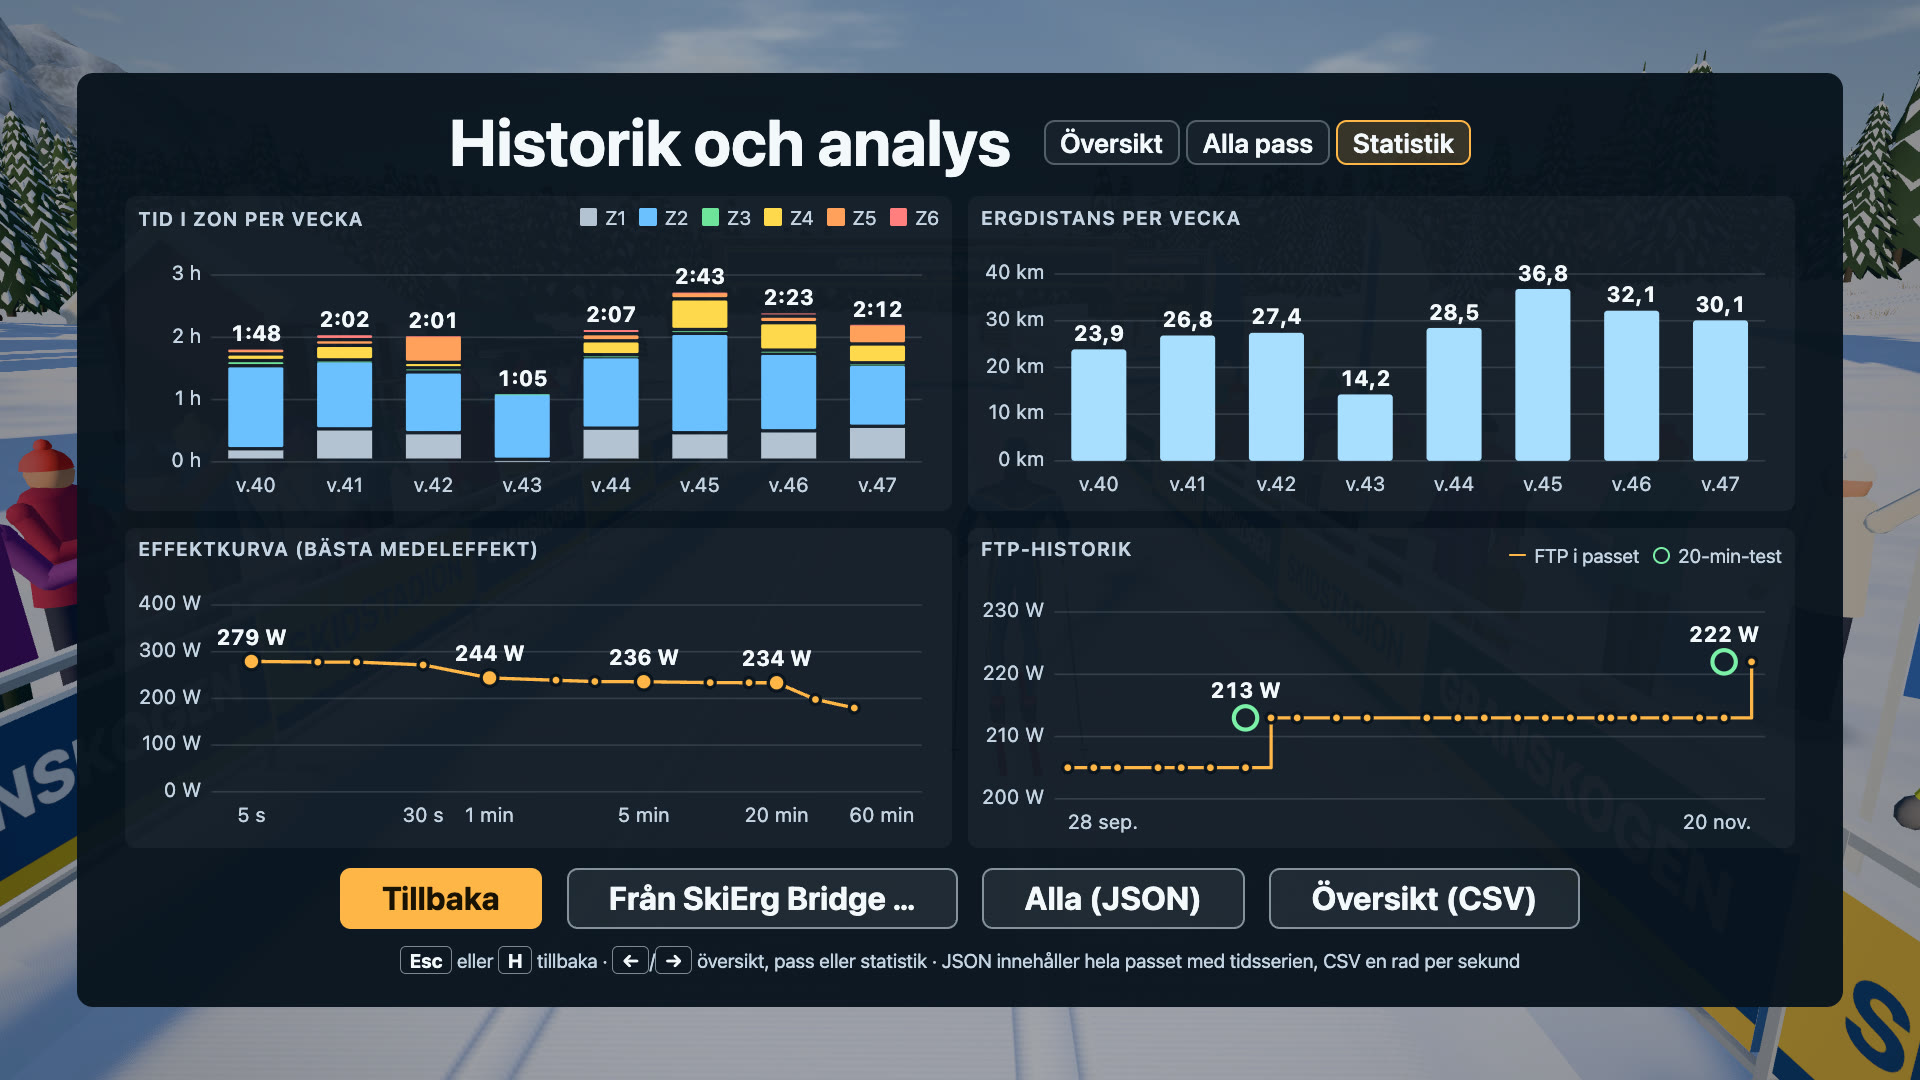 Historik och analys
Översikt
Alla pass
Statistik
TID I ZON PER VECKA
Z1 Z2 Z3 Z4 Z5 Z6
3 h
2 h
1 h
0 h
1:48 2:02 2:01 1:05 2:07 2:43 2:23 2:12
v.40 v.41 v.42 v.43 v.44 v.45 v.46 v.47
ERGDISTANS PER VECKA
40 km
30 km
20 km
10 km
0 km
23,9 26,8 27,4 14,2 28,5 36,8 32,1 30,1
v.40 v.41 v.42 v.43 v.44 v.45 v.46 v.47
EFFEKTKURVA (BÄSTA MEDELEFFEKT)
400 W
300 W
200 W
100 W
0 W
279 W 244 W 236 W 234 W
5 s 30 s 1 min 5 min 20 min 60 min
FTP-HISTORIK
FTP i passet 20-min-test
230 W
220 W
210 W
200 W
213 W
222 W
28 sep. 20 nov.
Tillbaka
Från SkiErg Bridge ...
Alla (JSON)
Översikt (CSV)
Esc eller H tillbaka · ←/→ översikt, pass eller statistik · JSON innehåller hela passet med tidsserien, CSV en rad per sekund
SKIDSTADION
GRANSKOGEN